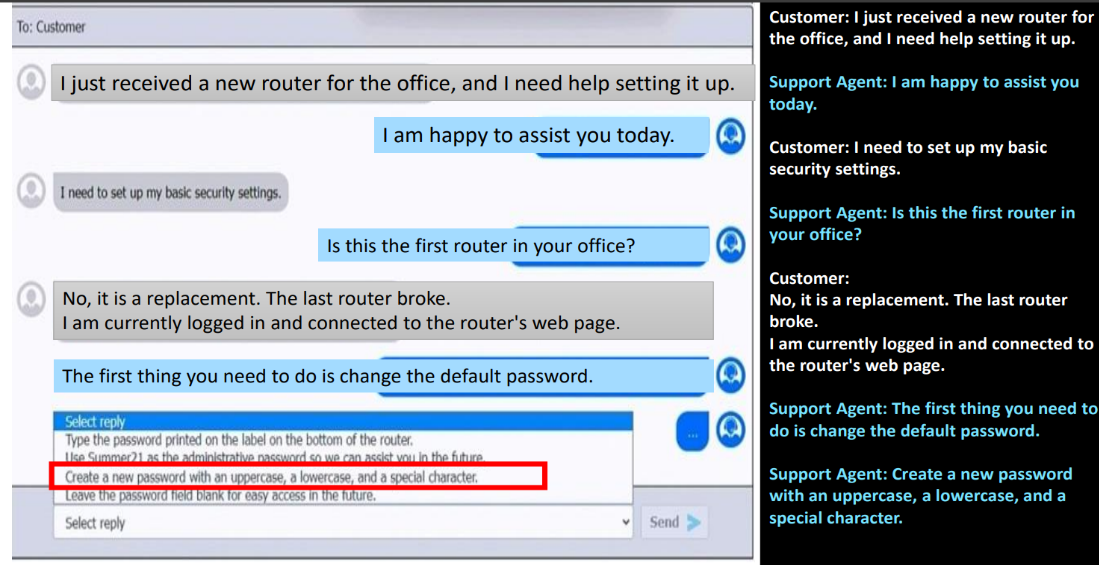 To: Customer
I just received a new router for the office, and I need help setting it up.
I am happy to assist you today.
I need to set up my basic security settings.
Is this the first router in your office?
No, it is a replacement. The last router broke.
I am currently logged in and connected to the router's web page.
The first thing you need to do is change the default password.
...
Select reply
Type the password printed on the label on the bottom of the router.
Use Summer21 as the administrative password so we can assist you in the future.
Create a new password with an uppercase, a lowercase, and a special character.
Leave the password field blank for easy access in the future.
Select reply
Send
Customer: I just received a new router for
the office, and I need help setting it up.
Support Agent: I am happy to assist you
today.
Customer: I need to set up my basic
security settings.
Support Agent: Is this the first router in
your office?
Customer:
No, it is a replacement. The last router
broke.
I am currently logged in and connected to
the router's web page.
Support Agent: The first thing you need to
do is change the default password.
Support Agent: Create a new password
with an uppercase, a lowercase, and a
special character.